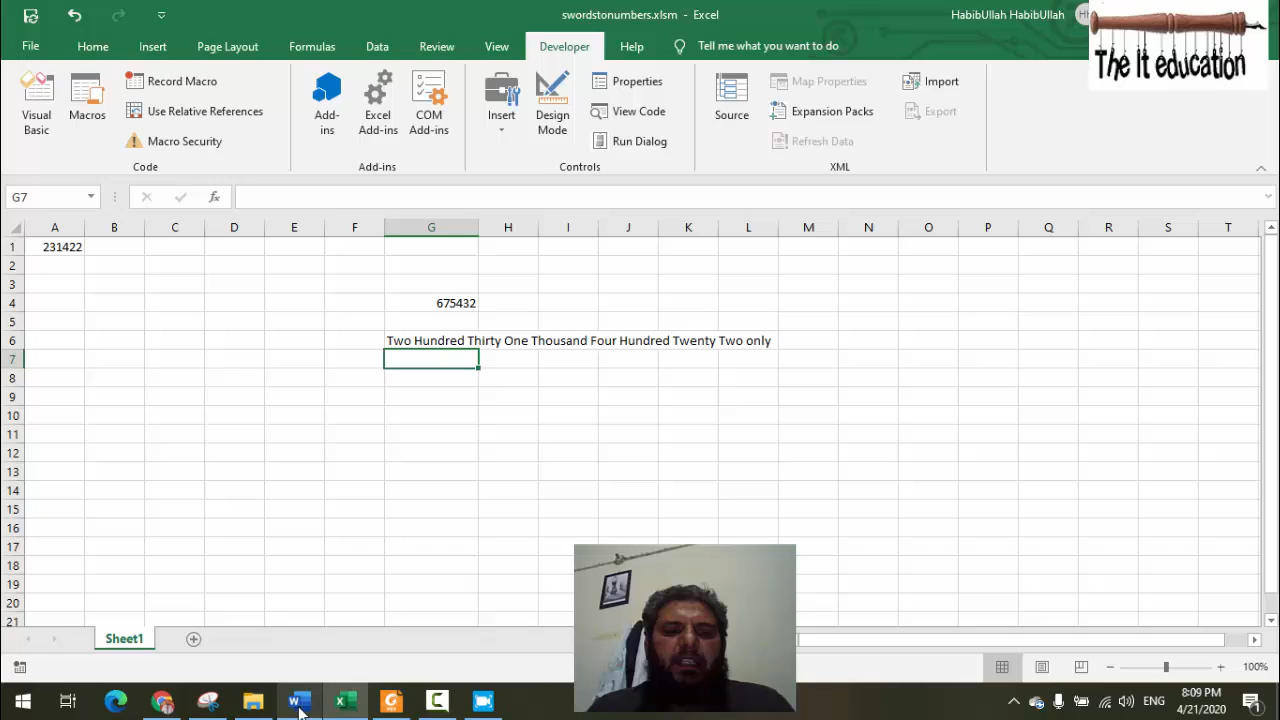 swordstonumbers.xlsm - Excel
HabibUllah HabibUllah
The It education
File Home Insert Page Layout Formulas Data Review View Developer Help Tell me what you want to do
Visual Basic
Macros
Record Macro
Use Relative References
Macro Security
Code
Add-ins
Excel Add-ins
COM Add-ins
Add-ins
Insert
Design Mode
Properties
View Code
Run Dialog
Controls
Source
Map Properties
Expansion Packs
Refresh Data
Import
Export
XML
G7
fx
A B C D E F G H I J K L M N O P Q R S T
1 231422
2
3
4 675432
5
6 Two Hundred Thirty One Thousand Four Hundred Twenty Two only
7
8
9
10
11
12
13
14
15
16
17
18
19
20
21
Sheet1
100%
ENG
8:09 PM
4/21/2020
1